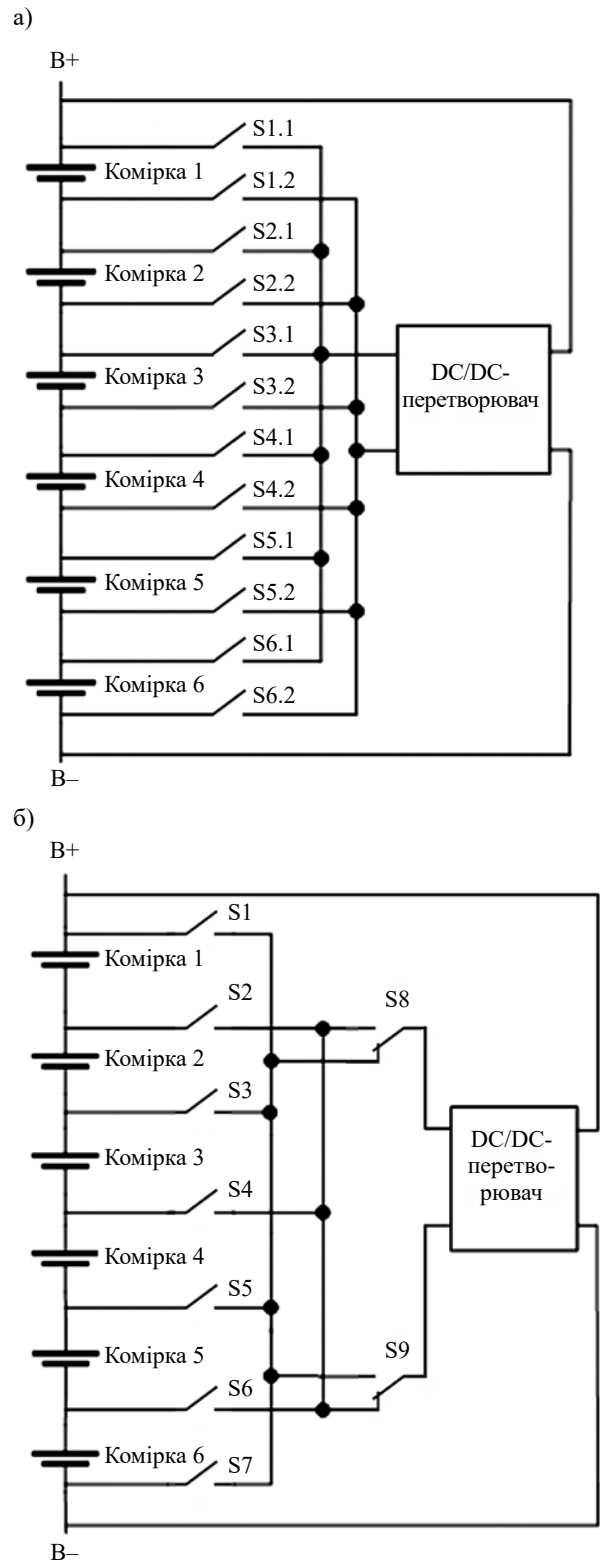 а)
B+
S1.1
Комірка 1
S1.2
S2.1
Комірка 2
S2.2
S3.1
Комірка 3
S3.2
DC/DC-
перетворювач
S4.1
Комірка 4
S4.2
S5.1
Комірка 5
S5.2
S6.1
Комірка 6
S6.2
B–
б)
B+
S1
Комірка 1
S2
S8
Комірка 2
S3
DC/DC-
перетво-
рювач
Комірка 3
S4
Комірка 4
S5
Комірка 5
S9
S6
Комірка 6
S7
B–